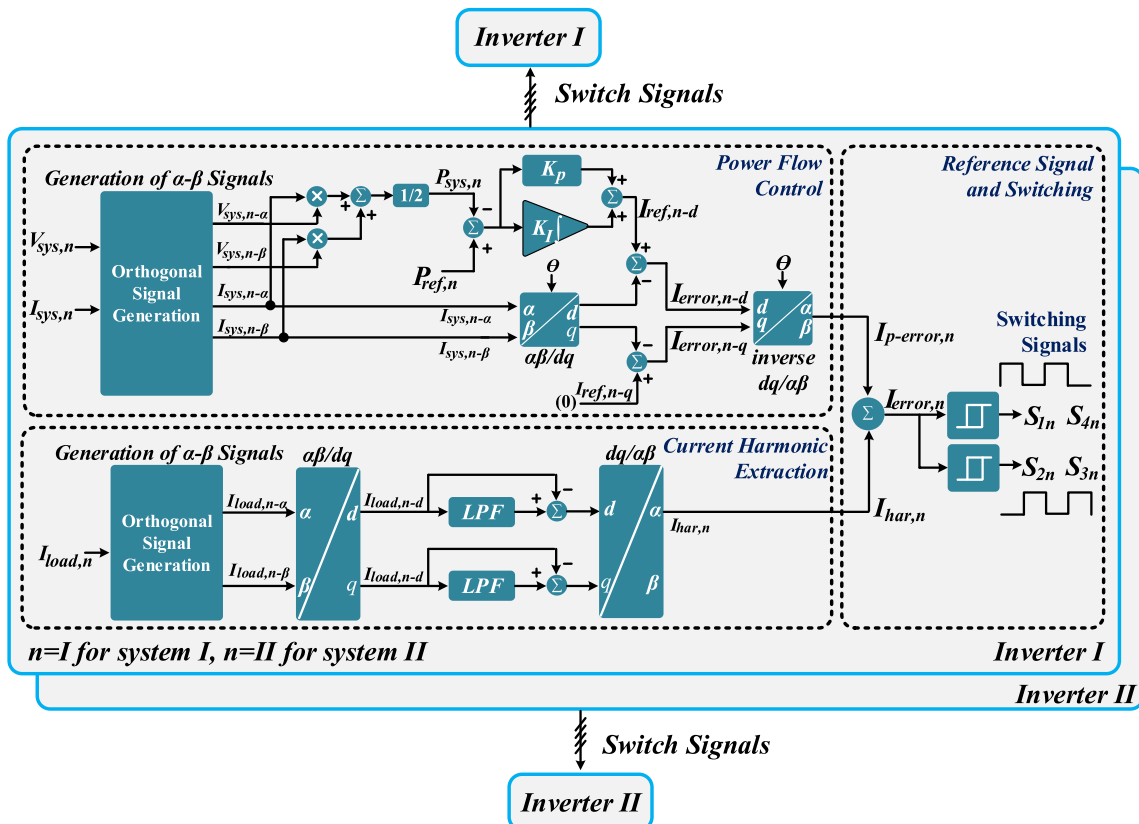 Inverter I
Switch Signals
Power Flow
Control
Generation of α-β Signals
V_sys,n
I_sys,n
Orthogonal
Signal
Generation
V_sys,n-α
V_sys,n-β
I_sys,n-α
I_sys,n-β
×
×
+
+
Σ
1/2
P_sys,n
−
Σ
+
P_ref,n
K_p
K_I ∫
+
Σ
+
I_ref,n-d
+
Σ
−
ϴ
I_sys,n-α
I_sys,n-β
α
β
d
q
αβ/dq
−
Σ
+
(0)
I_ref,n-q
I_error,n-d
I_error,n-q
ϴ
d
q
α
β
inverse
dq/αβ
Reference Signal
and Switching
I_p-error,n
Σ
I_error,n
I_har,n
Switching
Signals
S_1n S_4n
S_2n S_3n
Current Harmonic
Extraction
Generation of α-β Signals
I_load,n
Orthogonal
Signal
Generation
I_load,n-α
I_load,n-β
αβ/dq
α
β
d
q
I_load,n-d
I_load,n-d
LPF
LPF
+
−
Σ
+
−
Σ
dq/αβ
d
q
α
β
I_har,n
n=I for system I, n=II for system II
Inverter I
Inverter II
Switch Signals
Inverter II